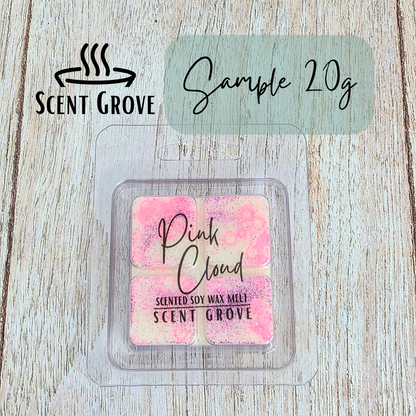 SCENT GROVE
Sample 20g
Pink
Cloud
SCENTED SOY WAX MELT
SCENT GROVE